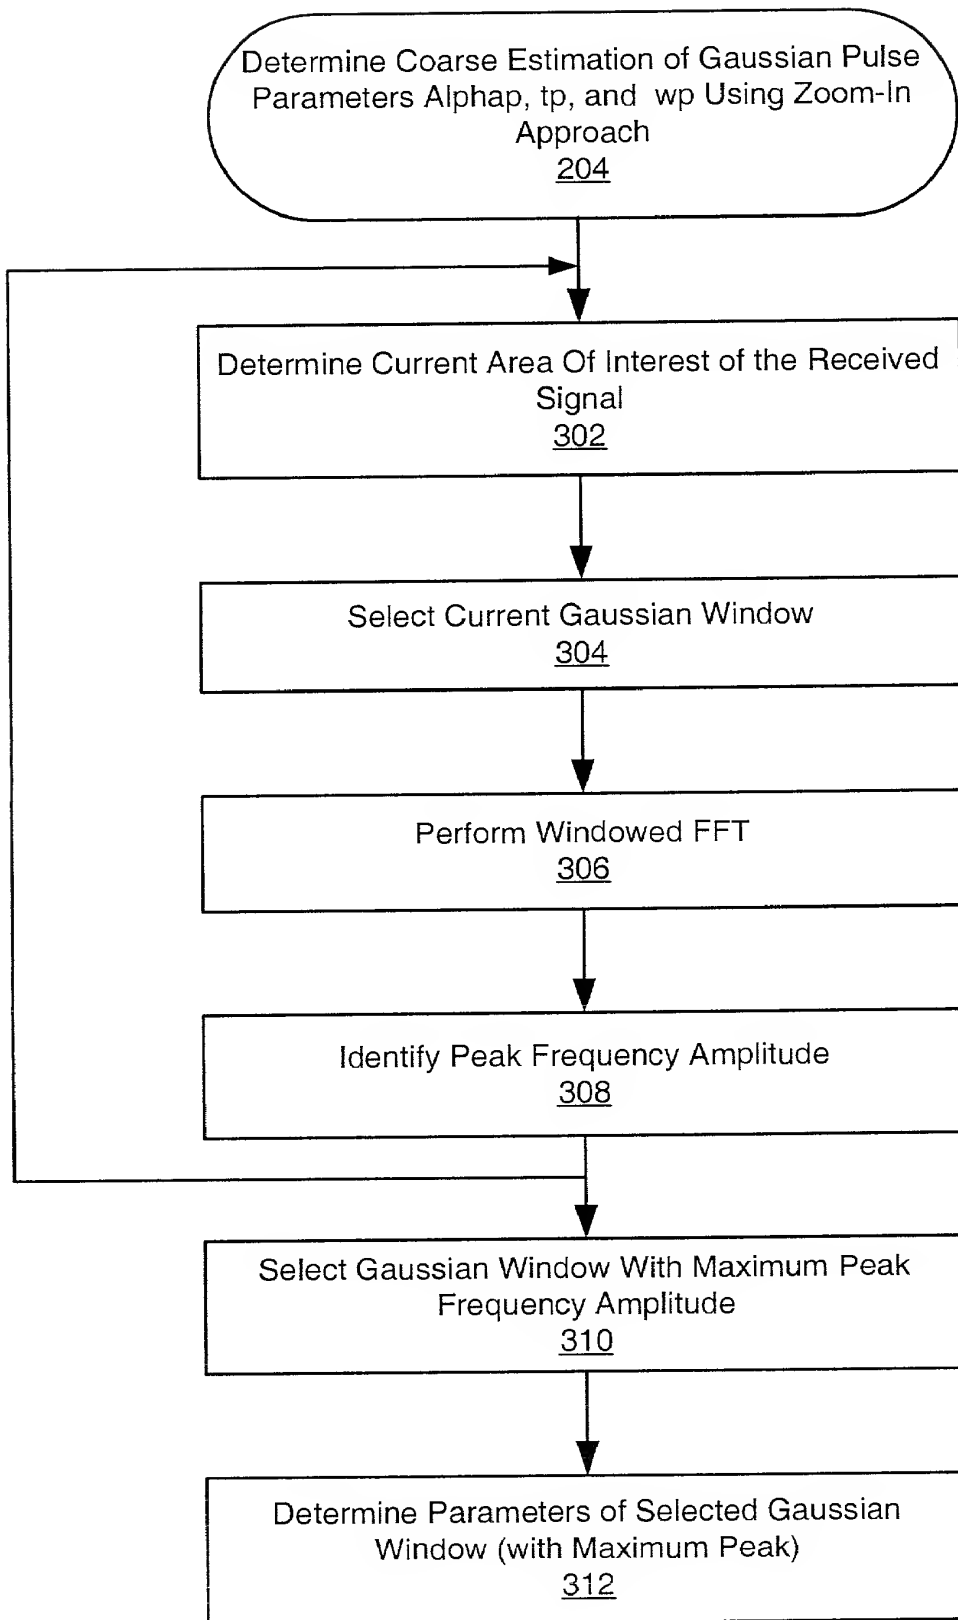 Determine Coarse Estimation of Gaussian Pulse
Parameters Alphap, tp, and wp Using Zoom-In
Approach
204
Determine Current Area Of Interest of the Received
Signal
302
Select Current Gaussian Window
304
Perform Windowed FFT
306
Identify Peak Frequency Amplitude
308
Select Gaussian Window With Maximum Peak
Frequency Amplitude
310
Determine Parameters of Selected Gaussian
Window (with Maximum Peak)
312